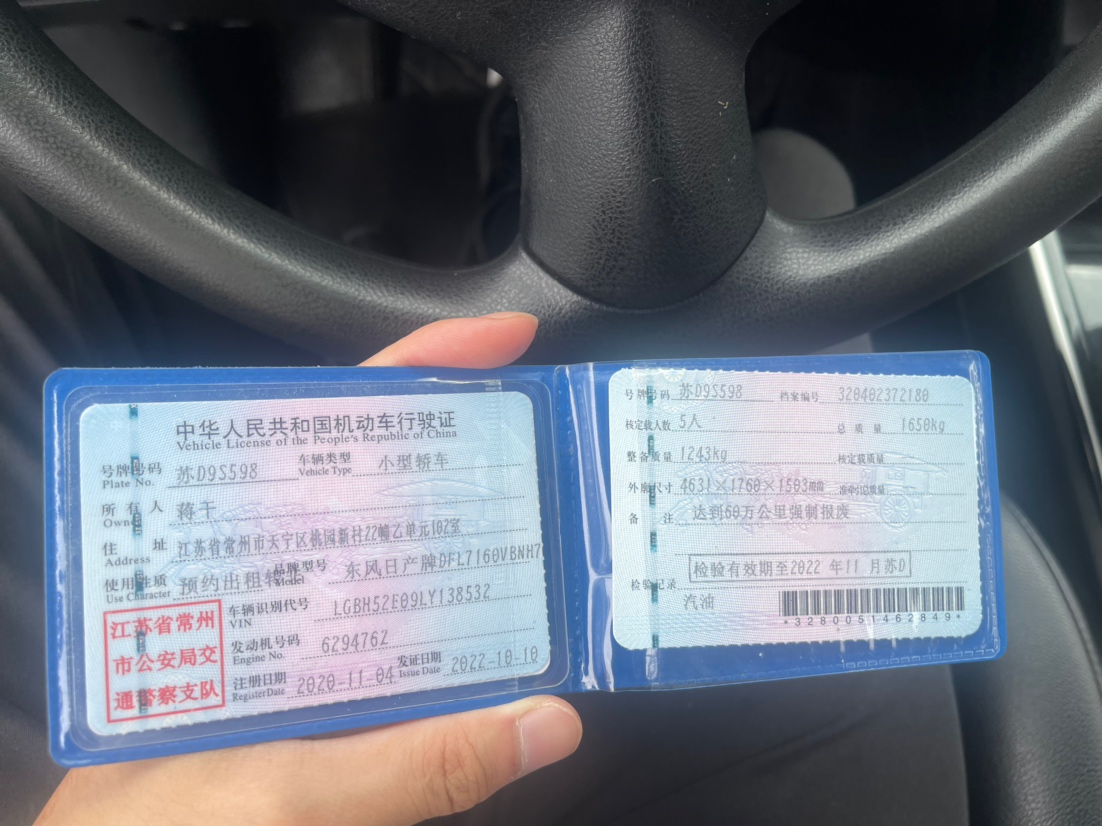 中华人民共和国机动车行驶证
Vehicle License of the People's Republic of China
号牌号码 苏D9S598 车辆类型 小型轿车
Plate No. Vehicle Type
所有人 蒋干
Owner
住址 江苏省常州市天宁区桃园新村22幢乙单元102室
Address
使用性质 预约出租 品牌型号 东风日产牌DFL7160VBNH7
Use Character Model
江苏省常州
市公安局交
通警察支队
车辆识别代号 LGBH52E09LY138532
VIN
发动机号码 629476Z
Engine No.
注册日期 2020-11-04 发证日期 2022-10-10
Register Date Issue Date
号牌号码 苏D9S598 档案编号 320402372180
核定载人数 5人 总质量 1650kg
整备质量 1243kg 核定载质量
外廓尺寸 4631×1760×1503mm 准牵引总质量
备注 达到60万公里强制报废
检验有效期至2022年11月苏D
检验记录
汽油
*3280051462849*